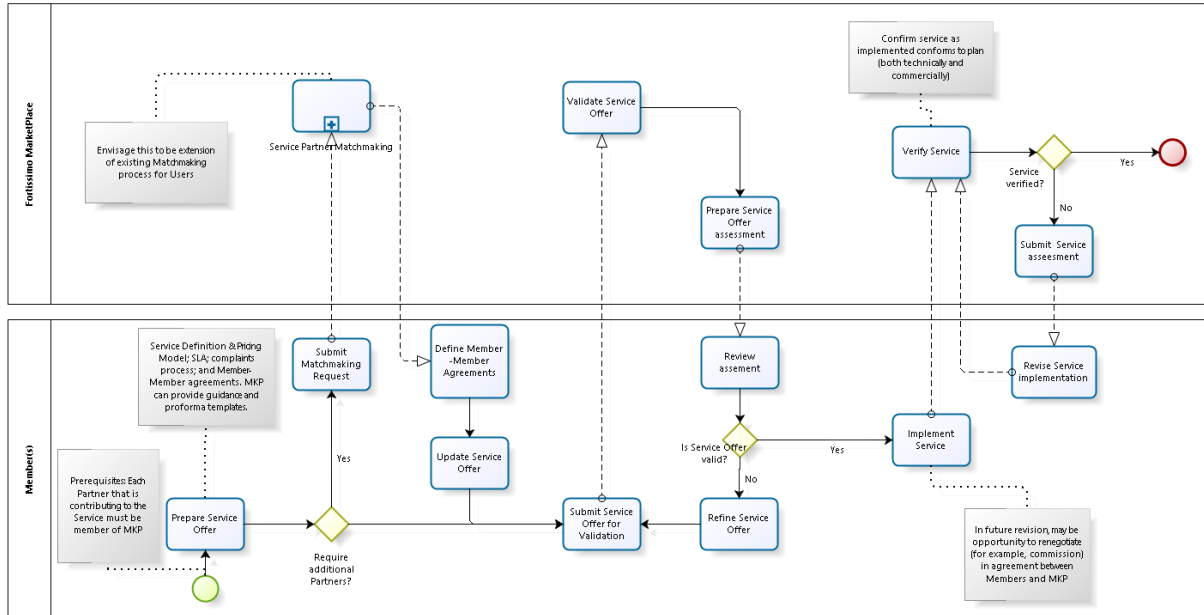 Fortissimo MarketPlace
Envisage this to be extension
of existing Matchmaking
process for Users
Service Partner Matchmaking
Validate Service
Offer
Prepare Service
Offer
assessment
Confirm service as
implemented conforms to plan
(both technically and
commercially)
Verify Service
Service
verified?
Yes
No
Submit Service
asseesment
Member(s)
Service Definition & Pricing
Model; SLA; complaints
process; and Member-
Member agreements. MKP
can provide guidance and
proforma templates.
Prerequisites: Each
Partner that is
contributing to the
Service must be
member of MKP
Prepare Service
Offer
Submit
Matchmaking
Request
Yes
Require
additional
Partners?
Define Member
-Member
Agreements
Update Service
Offer
Submit Service
Offer for
Validation
Review
assement
Is Service Offer
valid?
Yes
No
Refine Service
Offer
Implement
Service
Revise Service
implementation
In future revision, may be
opportunity to renegotiate
(for example, commission)
in agreement between
Members and MKP